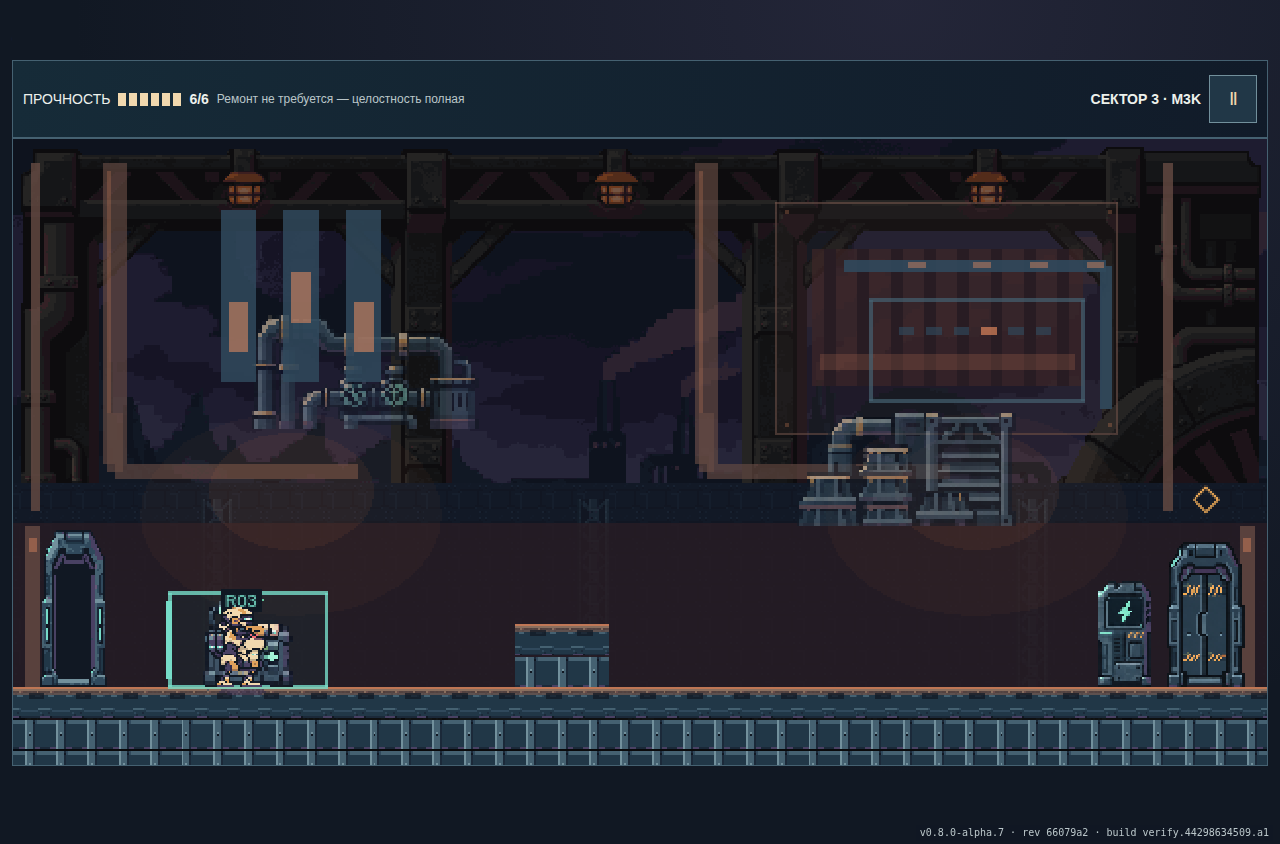 ПРОЧНОСТЬ 6/6 Ремонт не требуется — целостность полная
СЕКТОР 3 · МЗК
R03 ·
v0.8.0-alpha.7 · rev 66079a2 · build verify.44298634509.a1